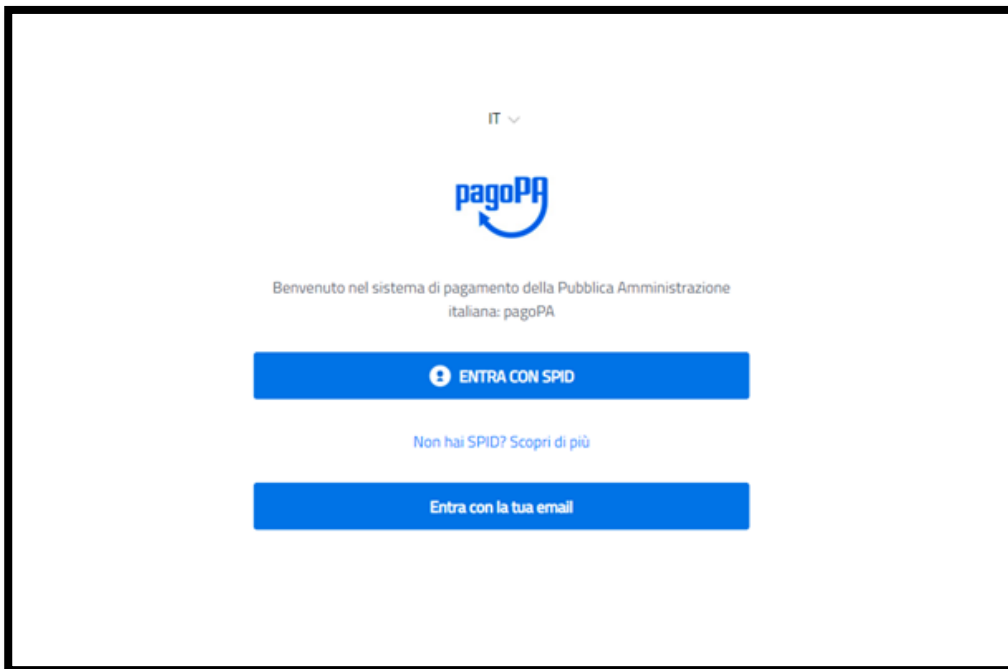 IT
pagoPA
Benvenuto nel sistema di pagamento della Pubblica Amministrazione
italiana: pagoPA
ENTRA CON SPID
Non hai SPID? Scopri di più
Entra con la tua email